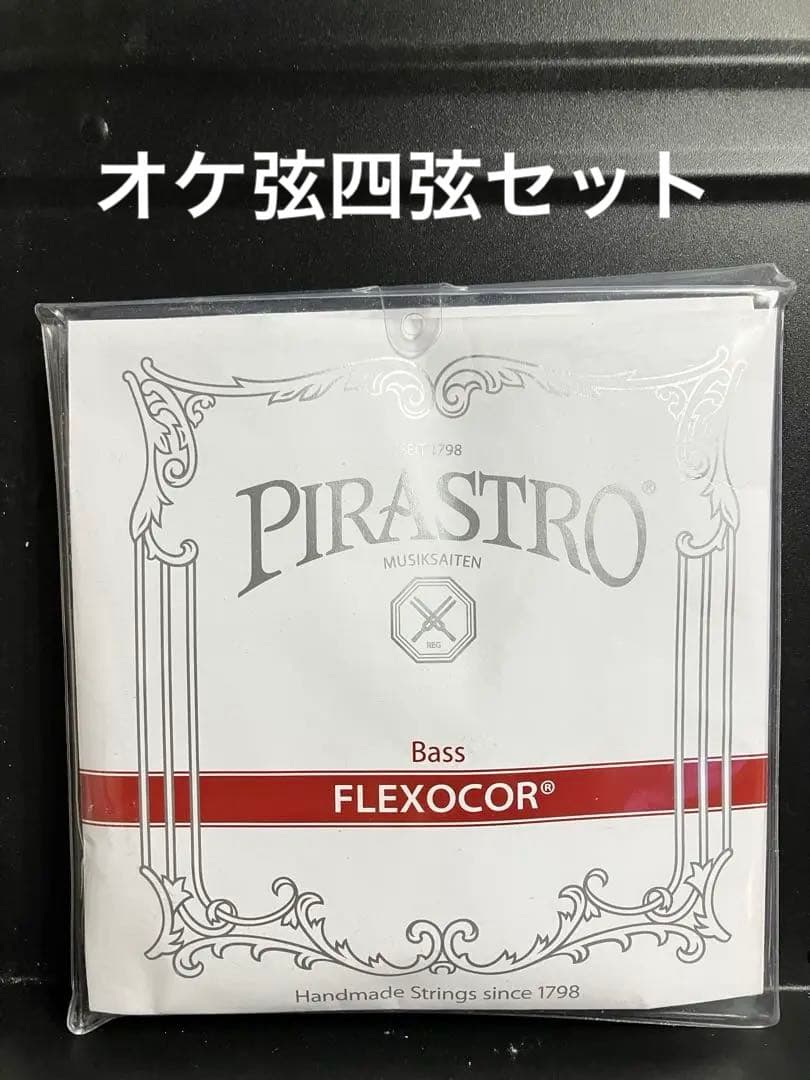 オケ弦四弦セット
SEIT 1798
PIRASTRO®
MUSIKSAITEN
REG
Bass
FLEXOCOR®
Handmade Strings since 1798